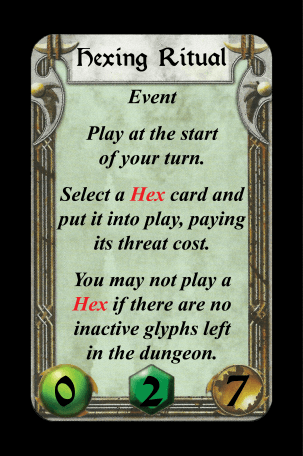 Hexing Ritual
Event
Play at the start
of your turn.
Select a Hex card and
put it into play, paying
its threat cost.
You may not play a
Hex if there are no
inactive glyphs left
in the dungeon.
0 2 7